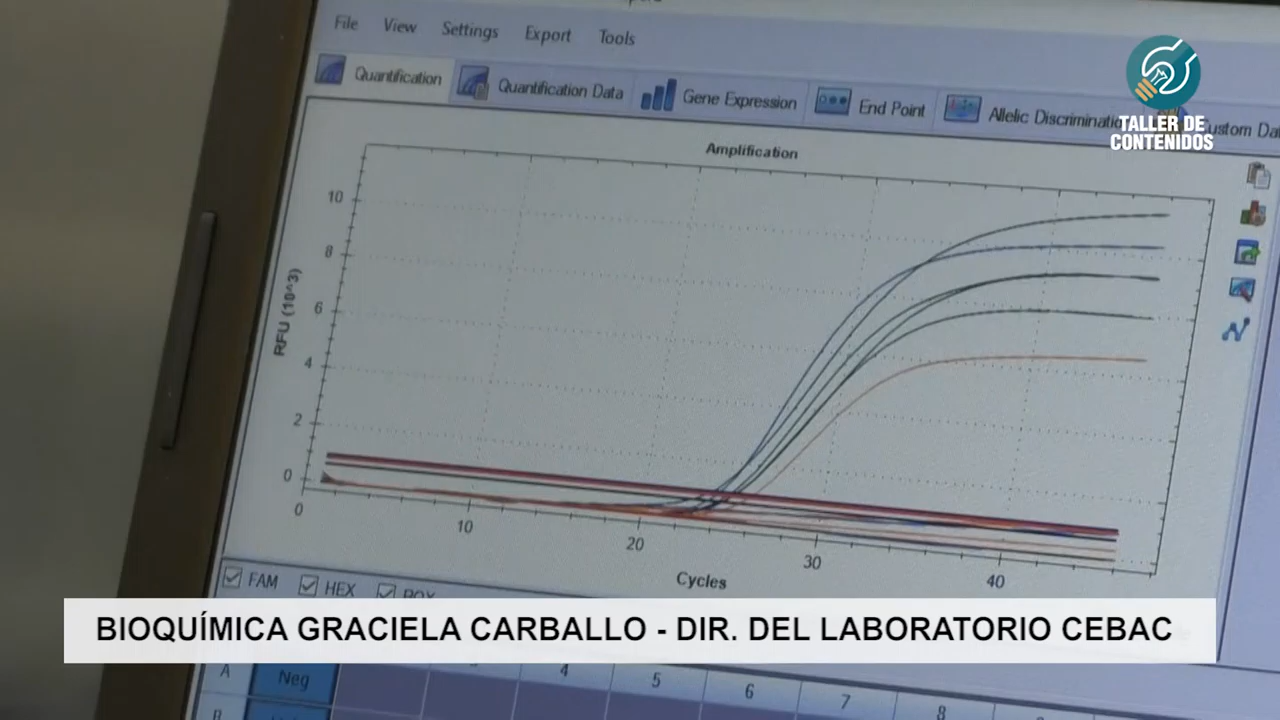 File View Settings Export Tools
Quantification Quantification Data Gene Expression End Point Allelic Discriminatio ustom Da
TALLER DE
CONTENIDOS
Amplification
10
8
6
4
2
0
RFU (10^3)
0 10 20 30 40
Cycles
FAM HEX
BIOQUÍMICA GRACIELA CARBALLO - DIR. DEL LABORATORIO CEBAC
4 5 6 7 8
A Neg